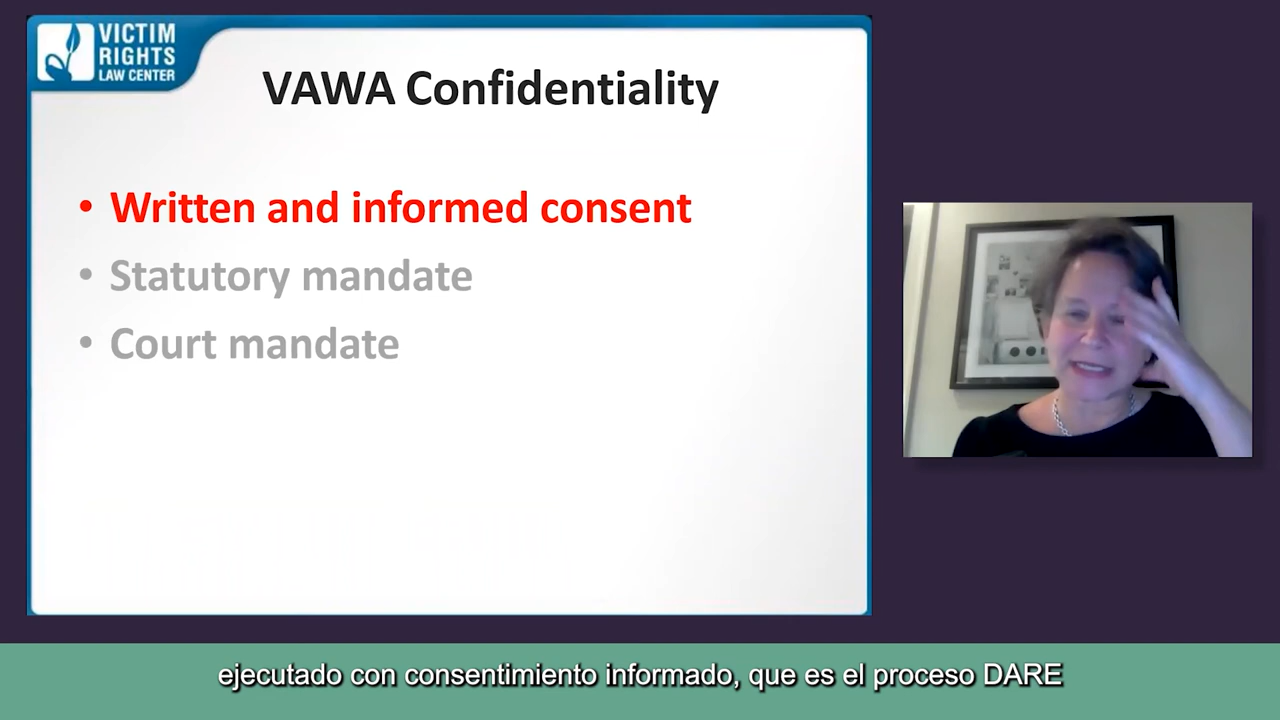 VICTIM
RIGHTS
LAW CENTER
VAWA Confidentiality
• Written and informed consent
• Statutory mandate
• Court mandate
ejecutado con consentimiento informado, que es el proceso DARE